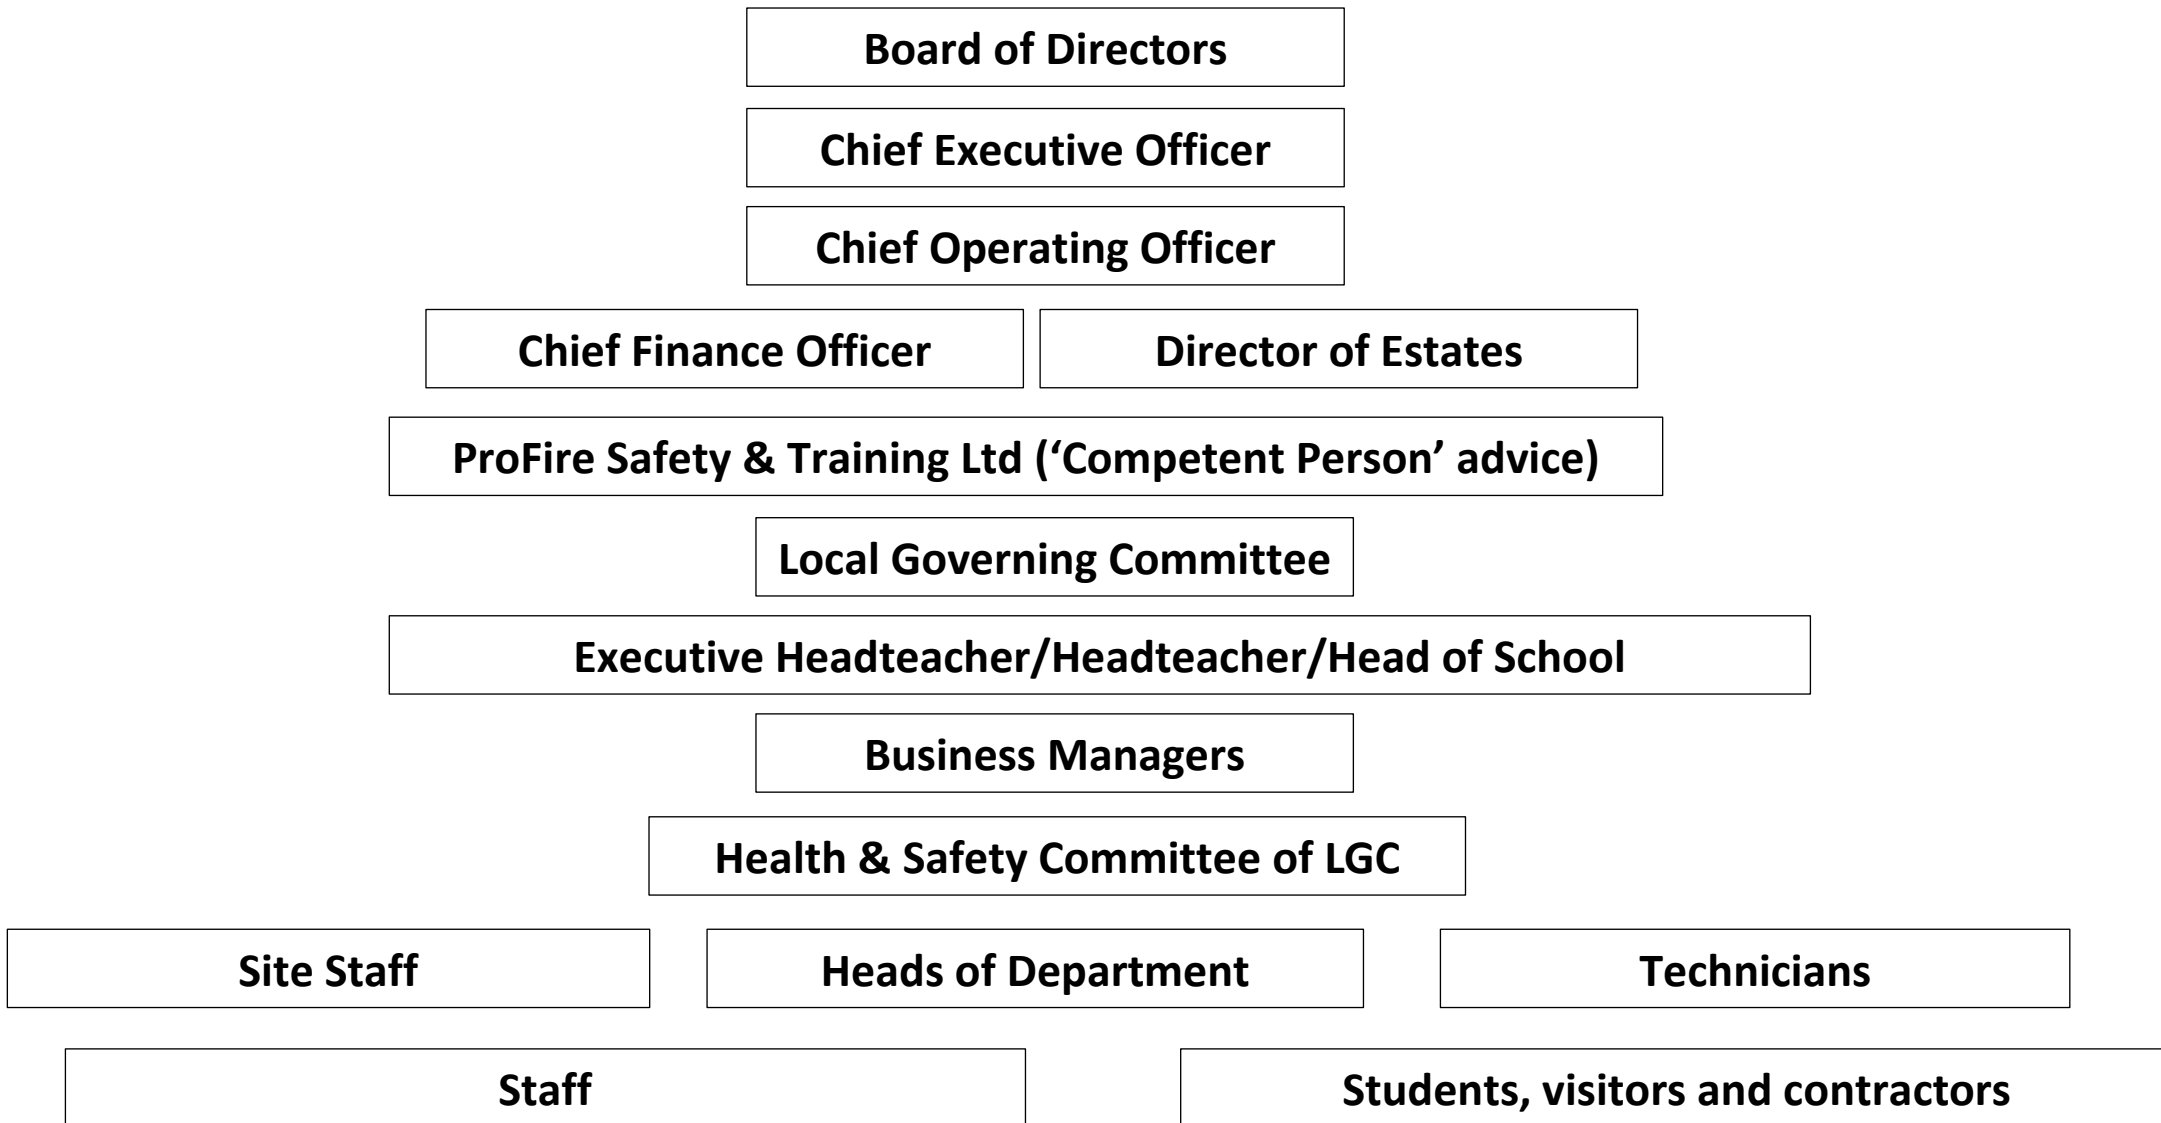 Board of Directors
Chief Executive Officer
Chief Operating Officer
Chief Finance Officer
Director of Estates
ProFire Safety & Training Ltd (‘Competent Person’ advice)
Local Governing Committee
Executive Headteacher/Headteacher/Head of School
Business Managers
Health & Safety Committee of LGC
Site Staff
Heads of Department
Technicians
Staff
Students, visitors and contractors